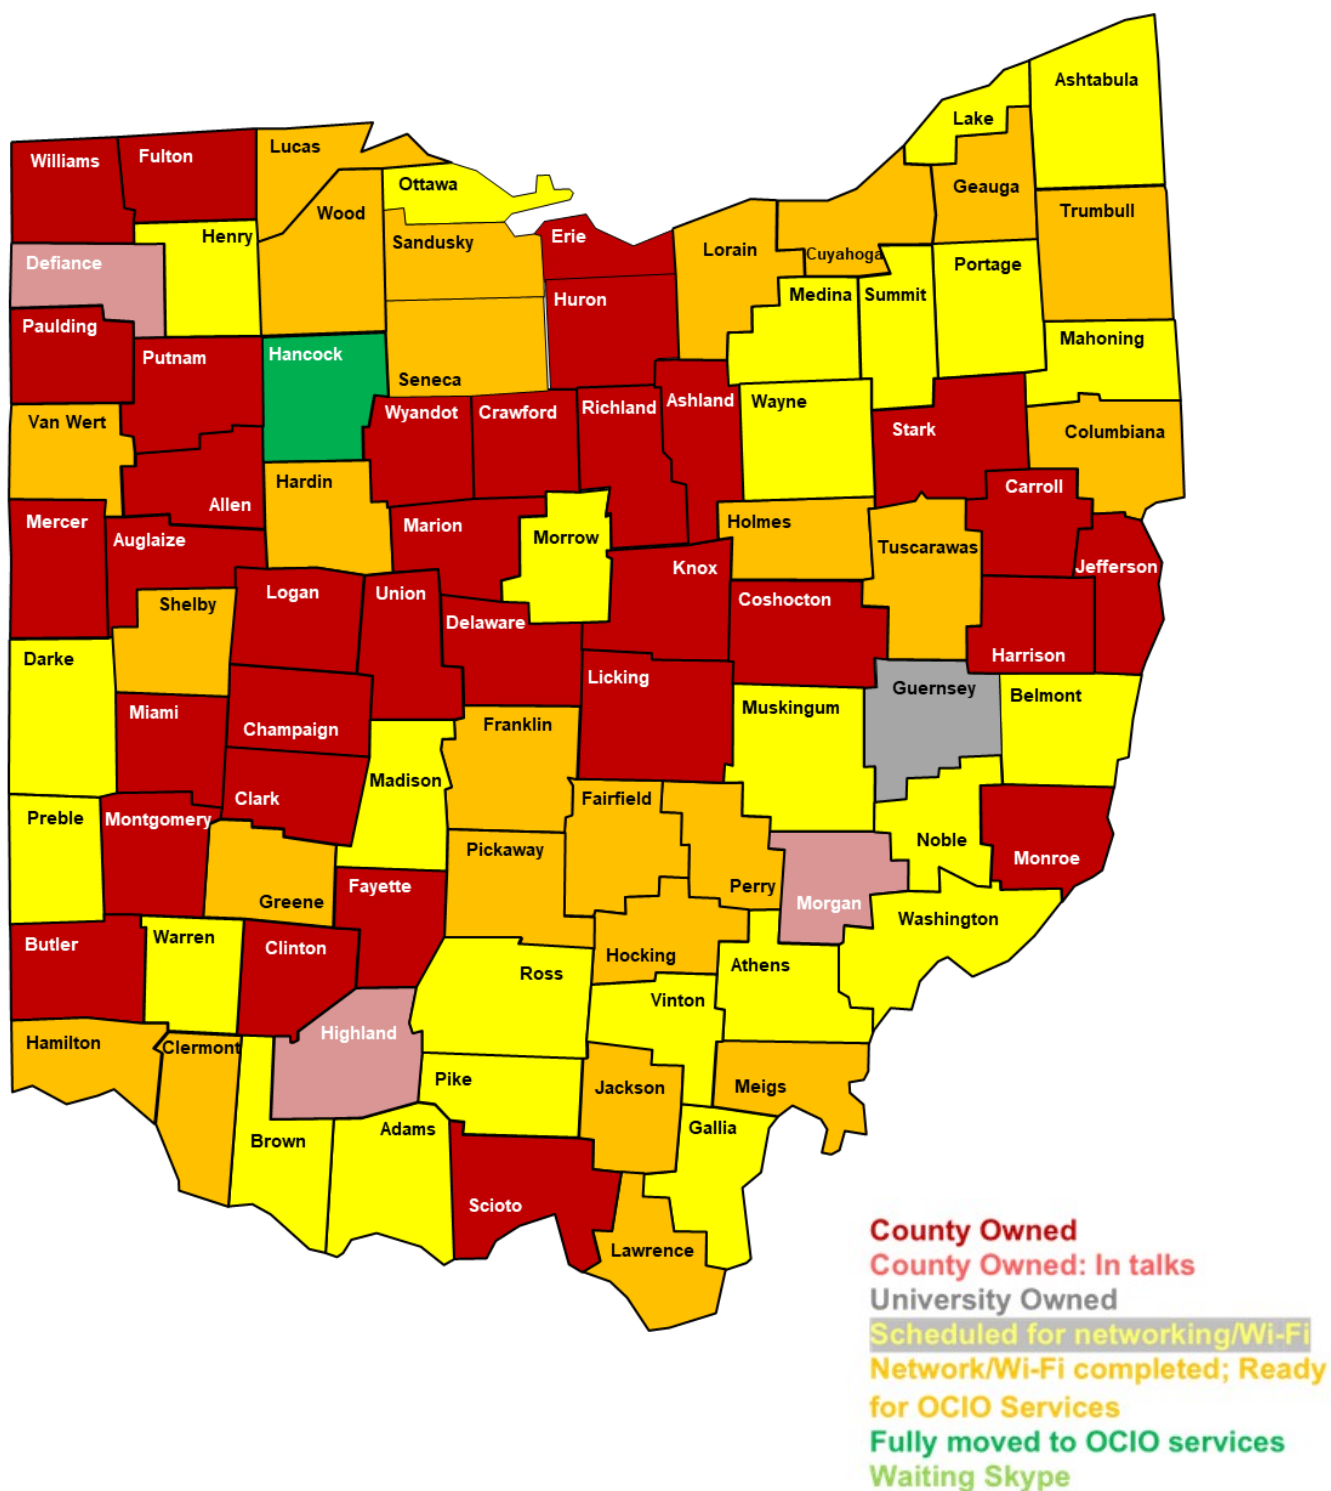 Ashtabula
Lake
Williams
Fulton
Lucas
Geauga
Ottawa
Wood
Trumbull
Henry
Sandusky
Erie
Lorain
Cuyahoga
Defiance
Portage
Huron
Medina
Summit
Paulding
Putnam
Hancock
Mahoning
Seneca
Van Wert
Wyandot
Crawford
Richland
Ashland
Wayne
Stark
Columbiana
Hardin
Carroll
Allen
Mercer
Marion
Holmes
Auglaize
Morrow
Tuscarawas
Knox
Jefferson
Logan
Union
Coshocton
Shelby
Delaware
Harrison
Darke
Licking
Guernsey
Belmont
Miami
Muskingum
Champaign
Franklin
Madison
Clark
Fairfield
Preble
Montgomery
Noble
Pickaway
Monroe
Fayette
Perry
Greene
Morgan
Washington
Butler
Warren
Clinton
Hocking
Athens
Ross
Vinton
Highland
Hamilton
Clermont
Pike
Jackson
Meigs
Brown
Adams
Gallia
Scioto
Lawrence
County Owned
County Owned: In talks
University Owned
Scheduled for networking/Wi-Fi
Network/Wi-Fi completed; Ready
for OCIO Services
Fully moved to OCIO services
Waiting Skype